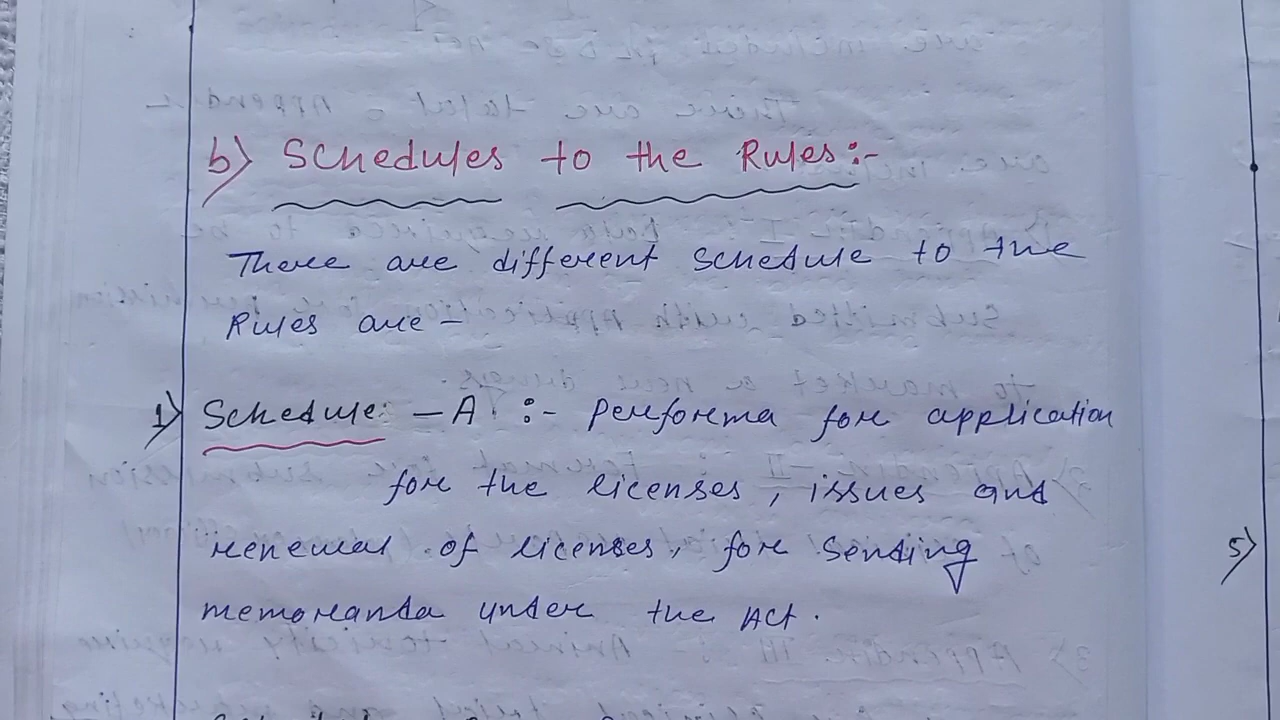 b) Schedules to the Rules :-
There are different schedule to the
Rules are -
1) Schedule - A :- Performa for application
for the licenses, issues and
renewal of licenses, for sending
memoranda under the Act.
5)